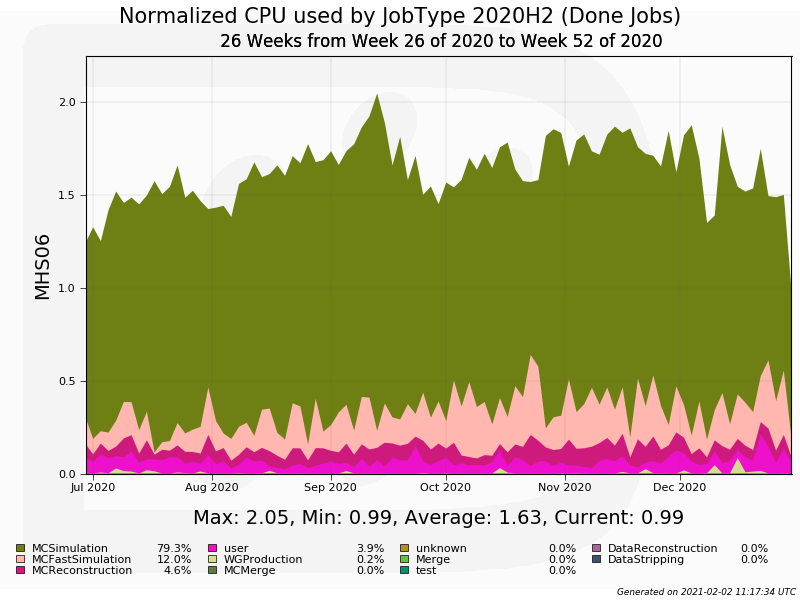 Normalized CPU used by JobType 2020H2 (Done Jobs)
26 Weeks from Week 26 of 2020 to Week 52 of 2020
2.0
1.5
1.0
0.5
0.0
MHS06
Jul 2020 Aug 2020 Sep 2020 Oct 2020 Nov 2020 Dec 2020
Max: 2.05, Min: 0.99, Average: 1.63, Current: 0.99
MCSimulation 79.3% user 3.9% unknown 0.0% DataReconstruction 0.0%
MCFastSimulation 12.0% WGProduction 0.2% Merge 0.0% DataStripping 0.0%
MCReconstruction 4.6% MCMerge 0.0% test 0.0%
Generated on 2021-02-02 11:17:34 UTC